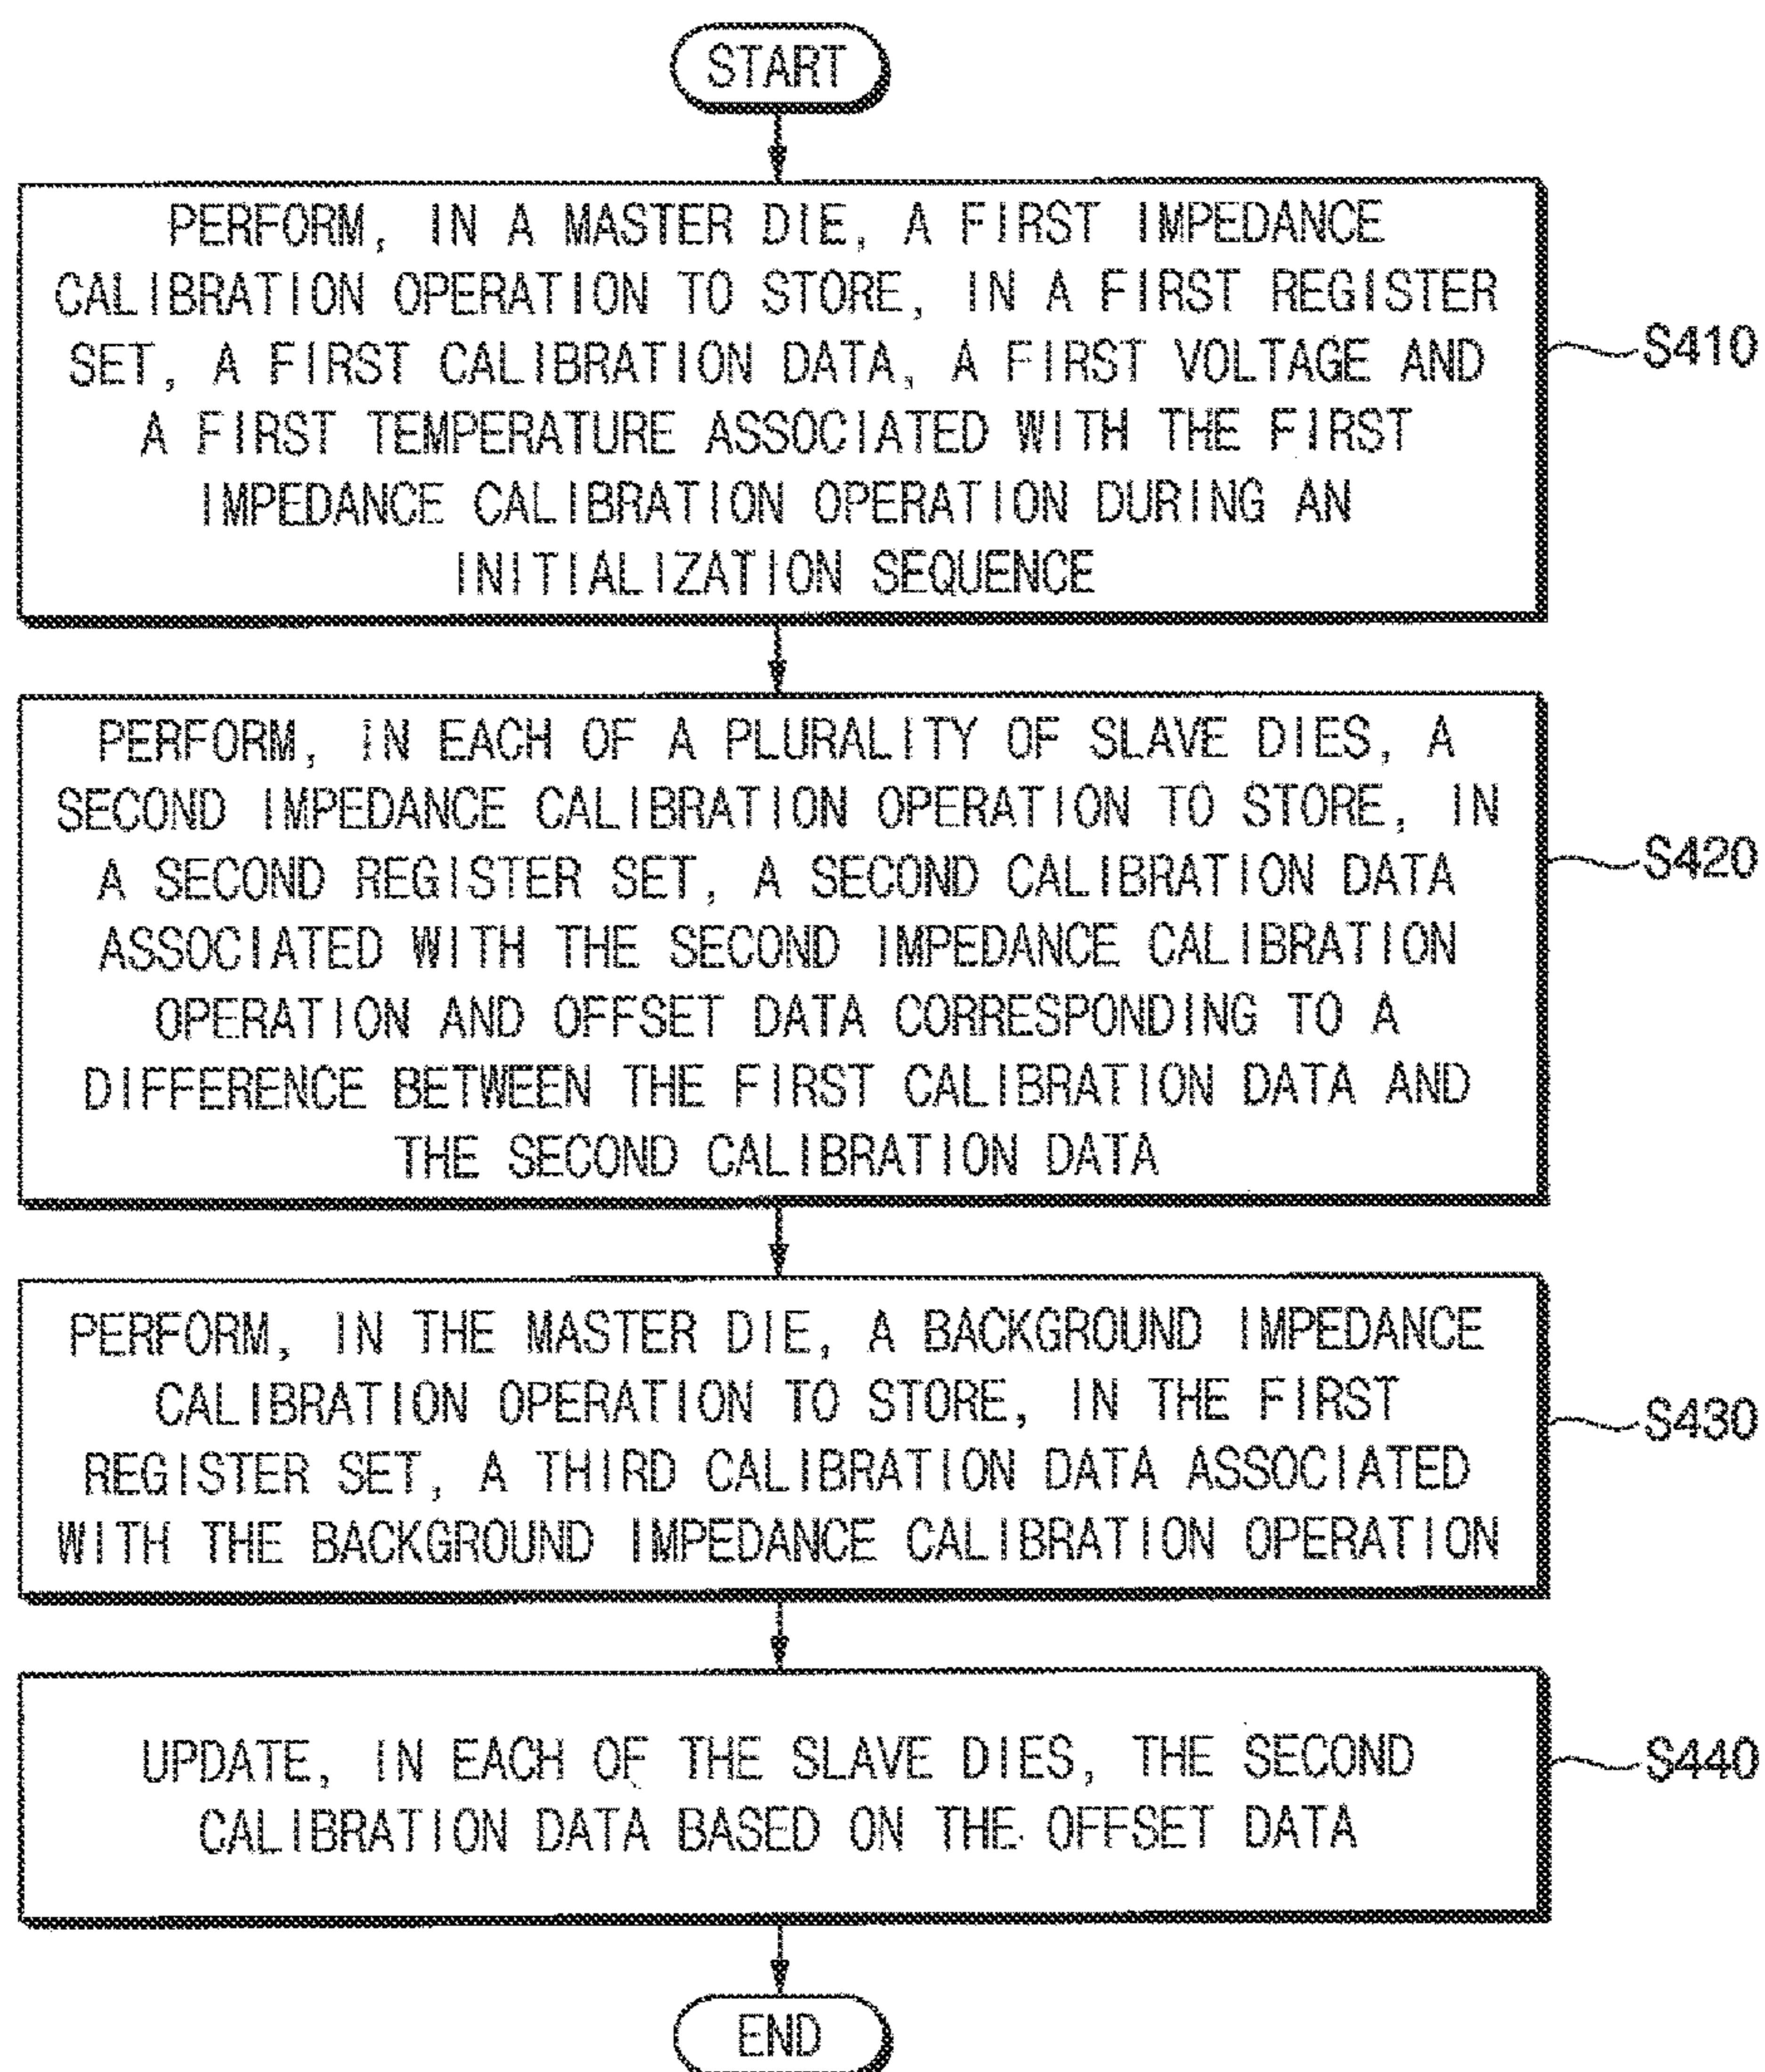 START
PERFORM, IN A MASTER DIE, A FIRST IMPEDANCE
CALIBRATION OPERATION TO STORE, IN A FIRST REGISTER
SET, A FIRST CALIBRATION DATA, A FIRST VOLTAGE AND
A FIRST TEMPERATURE ASSOCIATED WITH THE FIRST
IMPEDANCE CALIBRATION OPERATION DURING AN
INITIALIZATION SEQUENCE
S410
PERFORM, IN EACH OF A PLURALITY OF SLAVE DIES, A
SECOND IMPEDANCE CALIBRATION OPERATION TO STORE, IN
A SECOND REGISTER SET, A SECOND CALIBRATION DATA
ASSOCIATED WITH THE SECOND IMPEDANCE CALIBRATION
OPERATION AND OFFSET DATA CORRESPONDING TO A
DIFFERENCE BETWEEN THE FIRST CALIBRATION DATA AND
THE SECOND CALIBRATION DATA
S420
PERFORM, IN THE MASTER DIE, A BACKGROUND IMPEDANCE
CALIBRATION OPERATION TO STORE, IN THE FIRST
REGISTER SET, A THIRD CALIBRATION DATA ASSOCIATED
WITH THE BACKGROUND IMPEDANCE CALIBRATION OPERATION
S430
UPDATE, IN EACH OF THE SLAVE DIES, THE SECOND
CALIBRATION DATA BASED ON THE OFFSET DATA
S440
END